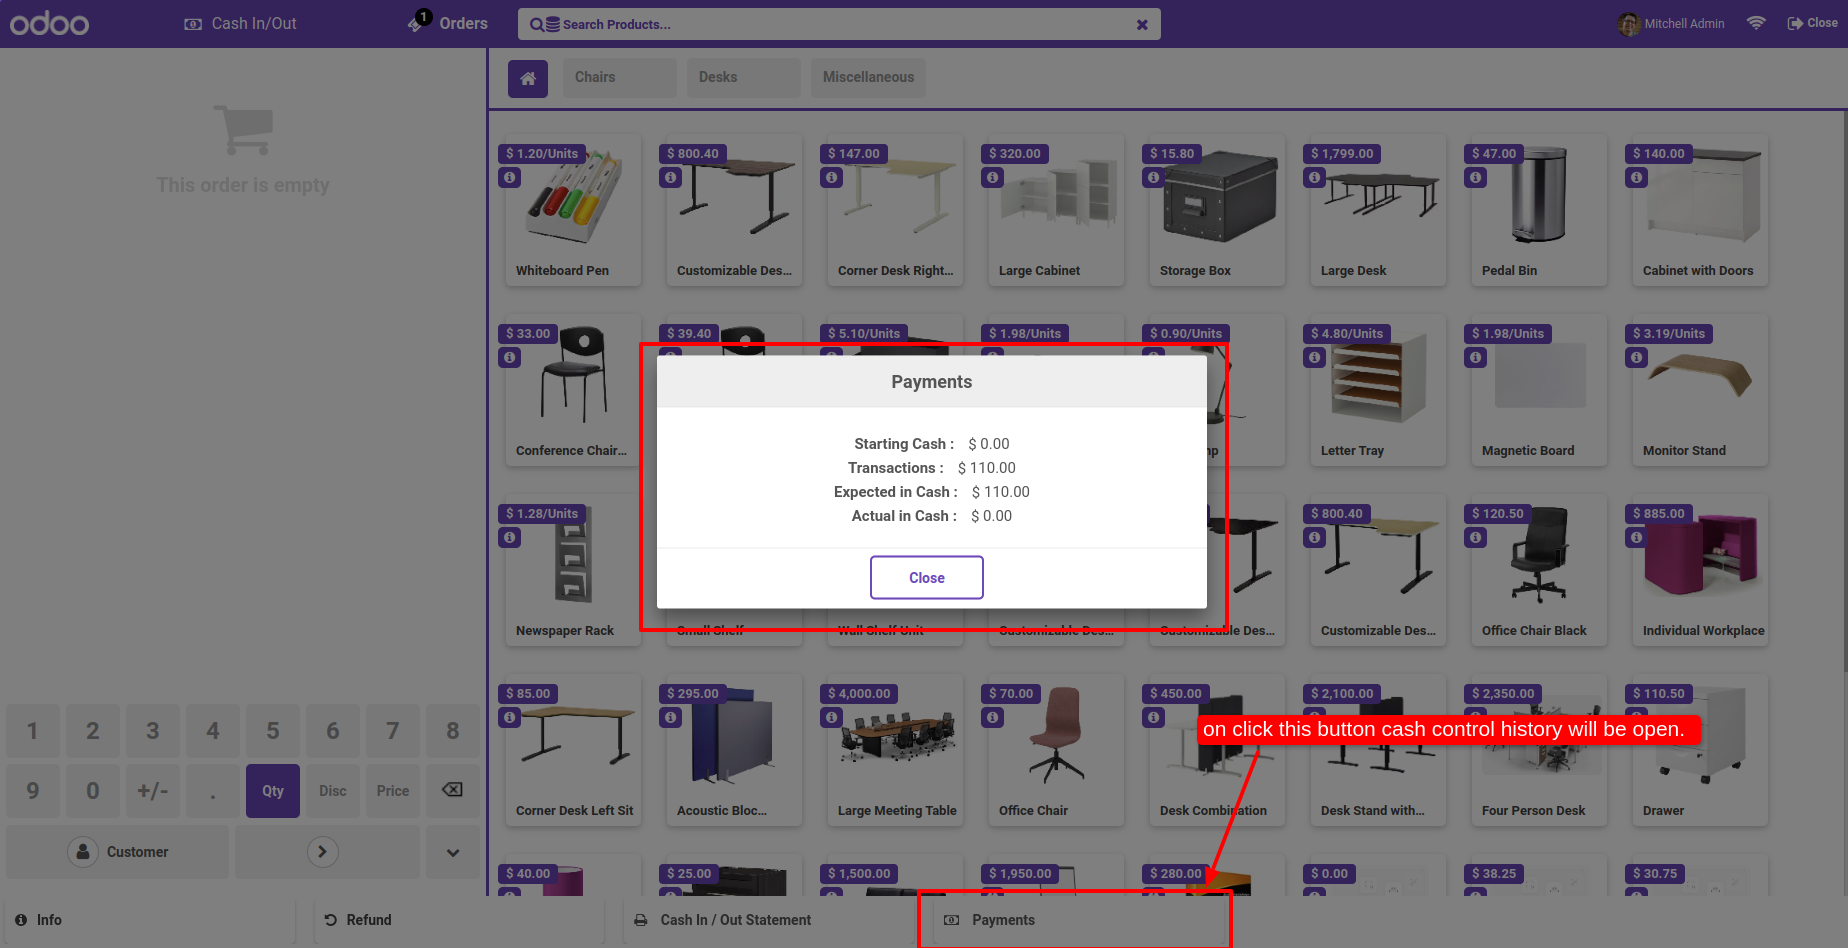 odoo
Cash In/Out
1
Orders
Search Products...
Mitchell Admin
Close
This order is empty
Chairs
Desks
Miscellaneous
$ 1.20/Units
$ 800.40
$ 147.00
$ 320.00
$ 15.80
$ 1,799.00
$ 47.00
$ 140.00
Whiteboard Pen
Customizable Des...
Corner Desk Right...
Large Cabinet
Storage Box
Large Desk
Pedal Bin
Cabinet with Doors
$ 33.00
$ 39.40
$ 5.10/Units
$ 1.98/Units
$ 0.90/Units
$ 4.80/Units
$ 1.98/Units
$ 3.19/Units
Conference Chair...
Letter Tray
Magnetic Board
Monitor Stand
Payments
Starting Cash : $ 0.00
Transactions : $ 110.00
Expected in Cash : $ 110.00
Actual in Cash : $ 0.00
Close
$ 1.28/Units
$ 800.40
$ 120.50
$ 885.00
Newspaper Rack
Small Shelf
Wall Shelf Unit
Customizable Des...
Customizable Des...
Customizable Des...
Office Chair Black
Individual Workplace
$ 85.00
$ 295.00
$ 4,000.00
$ 70.00
$ 450.00
$ 2,100.00
$ 2,350.00
$ 110.50
on click this button cash control history will be open.
Corner Desk Left Sit
Acoustic Bloc...
Large Meeting Table
Office Chair
Desk Combination
Desk Stand with...
Four Person Desk
Drawer
$ 40.00
$ 25.00
$ 1,500.00
$ 1,950.00
$ 280.00
$ 0.00
$ 38.25
$ 30.75
1 2 3 4 5 6 7 8
9 0 +/- . Qty Disc Price
Customer
Info
Refund
Cash In / Out Statement
Payments